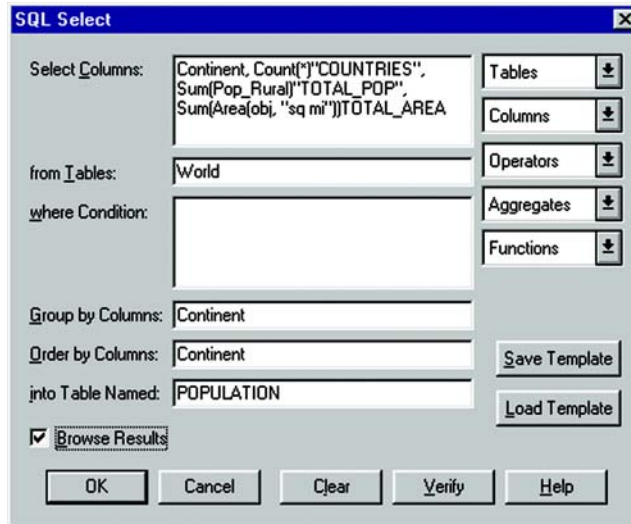 SQL Select
Select Columns:
Continent, Count(*)"COUNTRIES",
Sum(Pop_Rural)"TOTAL_POP",
Sum(Area(obj, "sq mi"))TOTAL_AREA
Tables
Columns
Operators
Aggregates
Functions
from Tables:
World
where Condition:
Group by Columns:
Continent
Order by Columns:
Continent
into Table Named:
POPULATION
Save Template
Load Template
Browse Results
OK
Cancel
Clear
Verify
Help